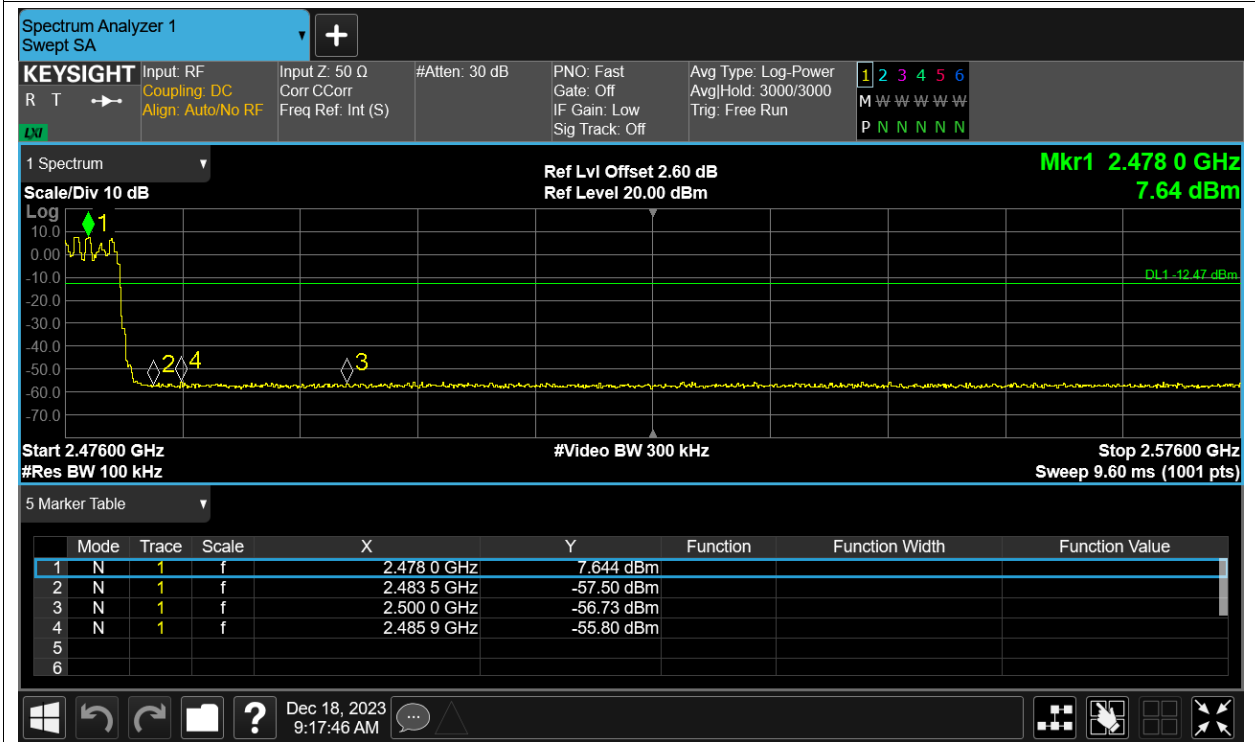 Spectrum Analyzer 1
Swept SA
+
KEYSIGHT Input: RF Input Z: 50 Ω #Atten: 30 dB PNO: Fast Avg Type: Log-Power 1 2 3 4 5 6
R T Coupling: DC Corr CCorr Gate: Off Avg|Hold: 3000/3000 M W W W W W
Align: Auto/No RF Freq Ref: Int (S) IF Gain: Low Trig: Free Run
LXI Sig Track: Off P N N N N N
1 Spectrum Ref Lvl Offset 2.60 dB Mkr1 2.478 0 GHz
Scale/Div 10 dB Ref Level 20.00 dBm 7.64 dBm
Log
1
10.0
0.00
-10.0 DL1 -12.47 dBm
-20.0
-30.0
-40.0
2 4 3
-50.0
-60.0
-70.0
Start 2.47600 GHz #Video BW 300 kHz Stop 2.57600 GHz
#Res BW 100 kHz Sweep 9.60 ms (1001 pts)
5 Marker Table
Mode Trace Scale X Y Function Function Width Function Value
1 N 1 f 2.478 0 GHz 7.644 dBm
2 N 1 f 2.483 5 GHz -57.50 dBm
3 N 1 f 2.500 0 GHz -56.73 dBm
4 N 1 f 2.485 9 GHz -55.80 dBm
5
6
? Dec 18, 2023
9:17:46 AM